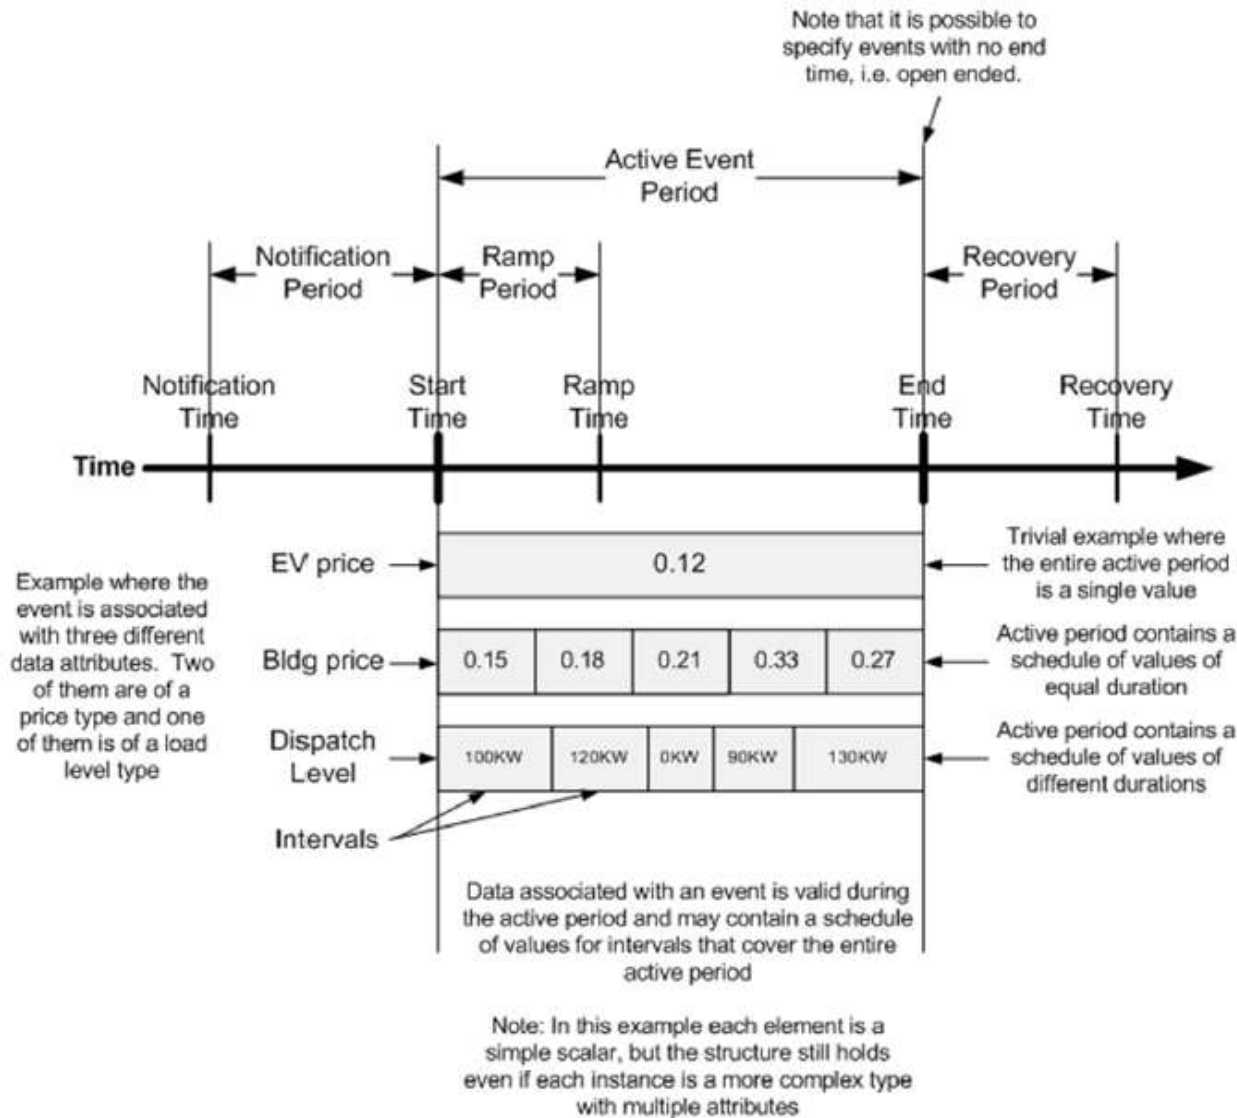 Note that it is possible to
specify events with no end
time, i.e. open ended.
Active Event
Period
Notification
Period
Ramp
Period
Recovery
Period
Notification
Time
Start
Time
Ramp
Time
End
Time
Recovery
Time
Time
EV price
0.12
Trivial example where
the entire active period
is a single value
Example where the
event is associated
with three different
data attributes. Two
of them are of a
price type and one
of them is of a load
level type
Bldg price
0.15 0.18 0.21 0.33 0.27
Active period contains a
schedule of values of
equal duration
Dispatch
Level
100KW 120KW 0KW 90KW 130KW
Active period contains a
schedule of values of
different durations
Intervals
Data associated with an event is valid during
the active period and may contain a schedule
of values for intervals that cover the entire
active period
Note: In this example each element is a
simple scalar, but the structure still holds
even if each instance is a more complex type
with multiple attributes